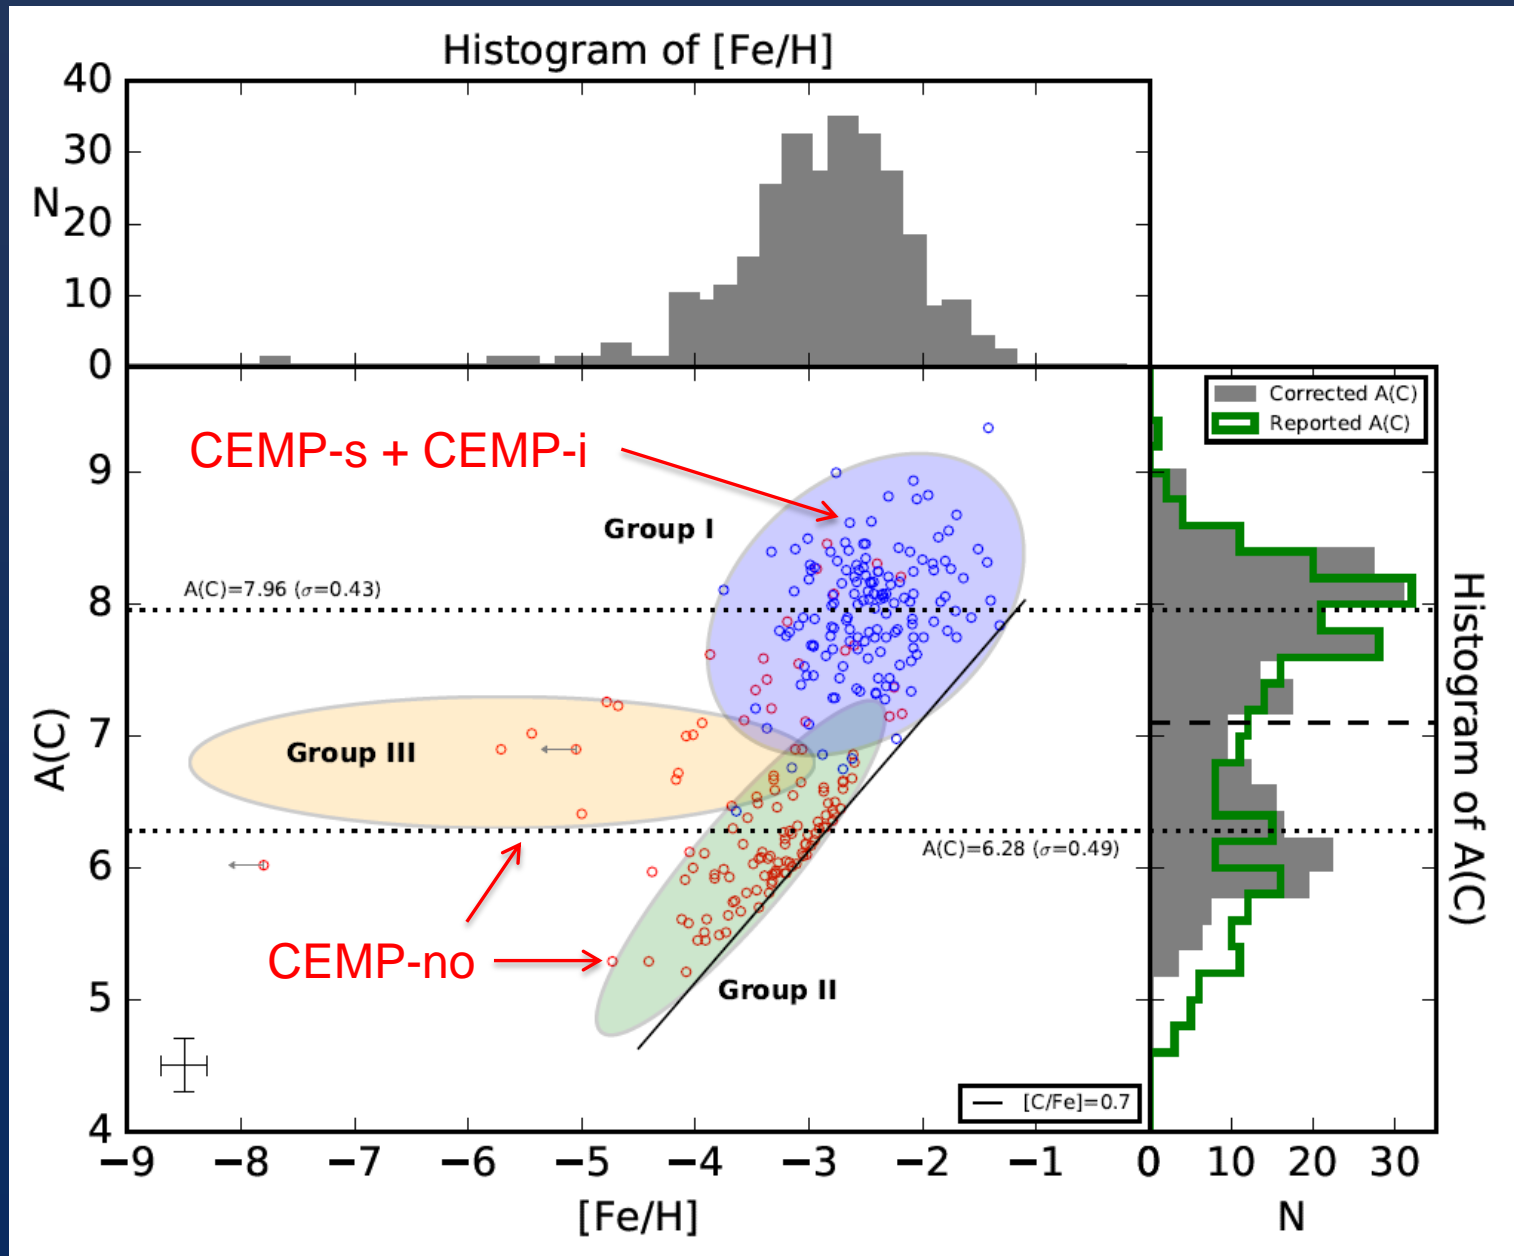 Histogram of [Fe/H]
40
30
N
20
10
0
Corrected A(C)
Reported A(C)
CEMP-s + CEMP-i
9
Group I
A(C)=7.96 (σ=0.43)
8
Histogram of A(C)
7
A(C)
Group III
A(C)=6.28 (σ=0.49)
6
CEMP-no
5
Group II
[C/Fe]=0.7
4
−9 −8 −7 −6 −5 −4 −3 −2 −1 0 10 20 30
[Fe/H] N